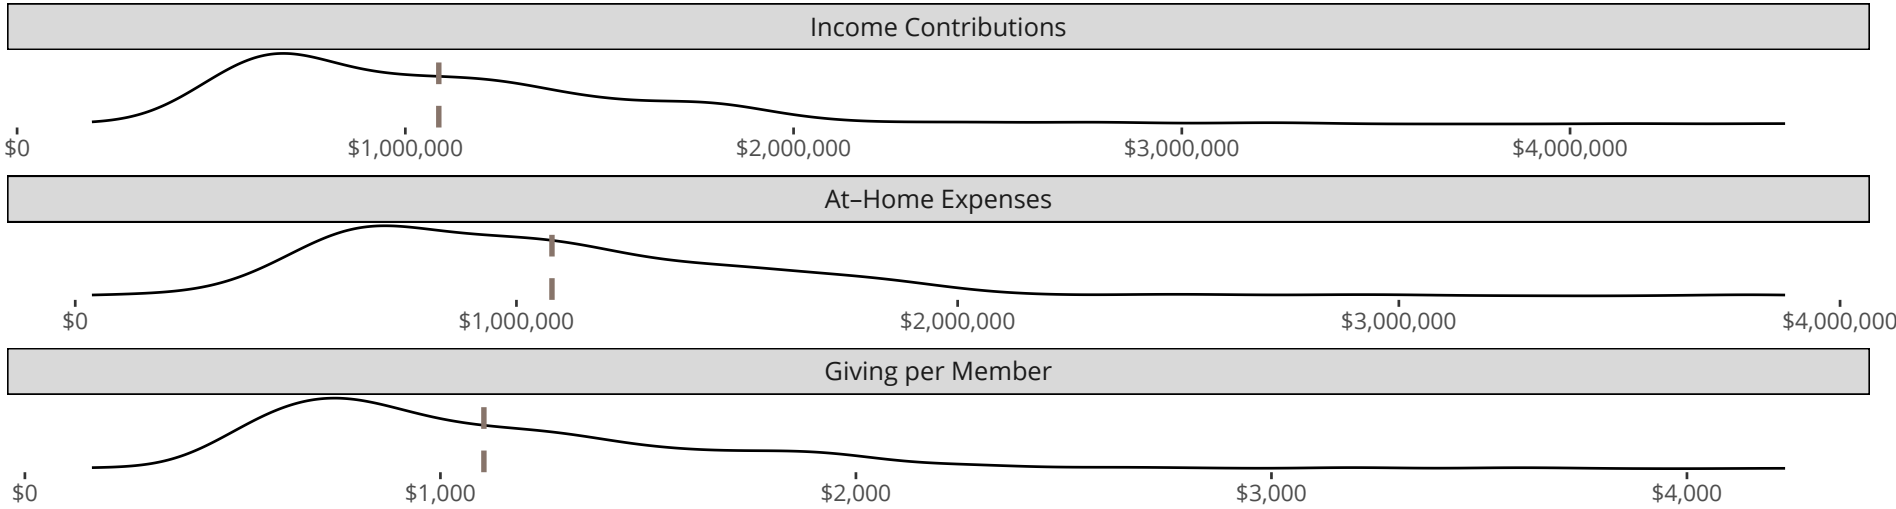 Income Contributions
$0 $1,000,000 $2,000,000 $3,000,000 $4,000,000
At–Home Expenses
$0 $1,000,000 $2,000,000 $3,000,000 $4,000,000
Giving per Member
$0 $1,000 $2,000 $3,000 $4,000